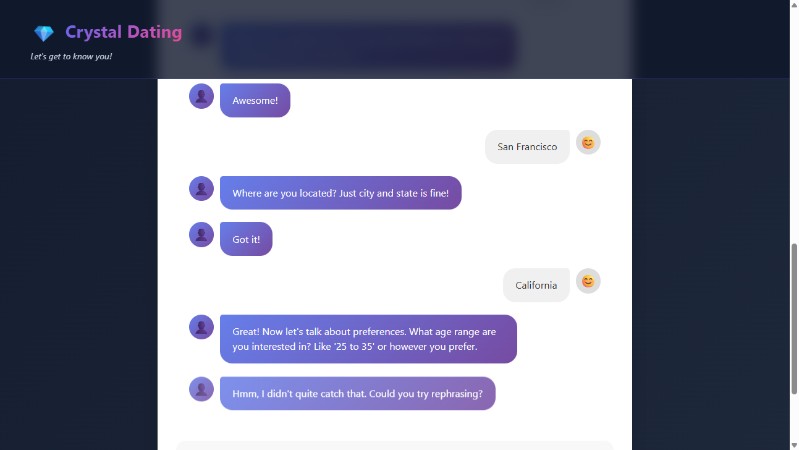 Crystal Dating
Let's get to know you!
Awesome!
San Francisco
Where are you located? Just city and state is fine!
Got it!
California
Great! Now let's talk about preferences. What age range are
you interested in? Like '25 to 35' or however you prefer.
Hmm, I didn't quite catch that. Could you try rephrasing?